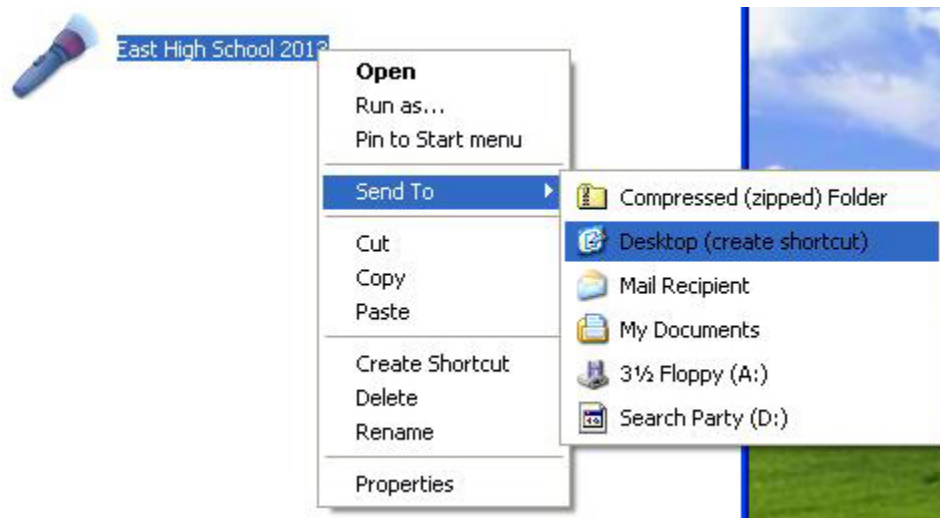 East High School 2013
Open
Run as...
Pin to Start menu
Send To
Cut
Copy
Paste
Create Shortcut
Delete
Rename
Properties
Compressed (zipped) Folder
Desktop (create shortcut)
Mail Recipient
My Documents
3½ Floppy (A:)
Search Party (D:)